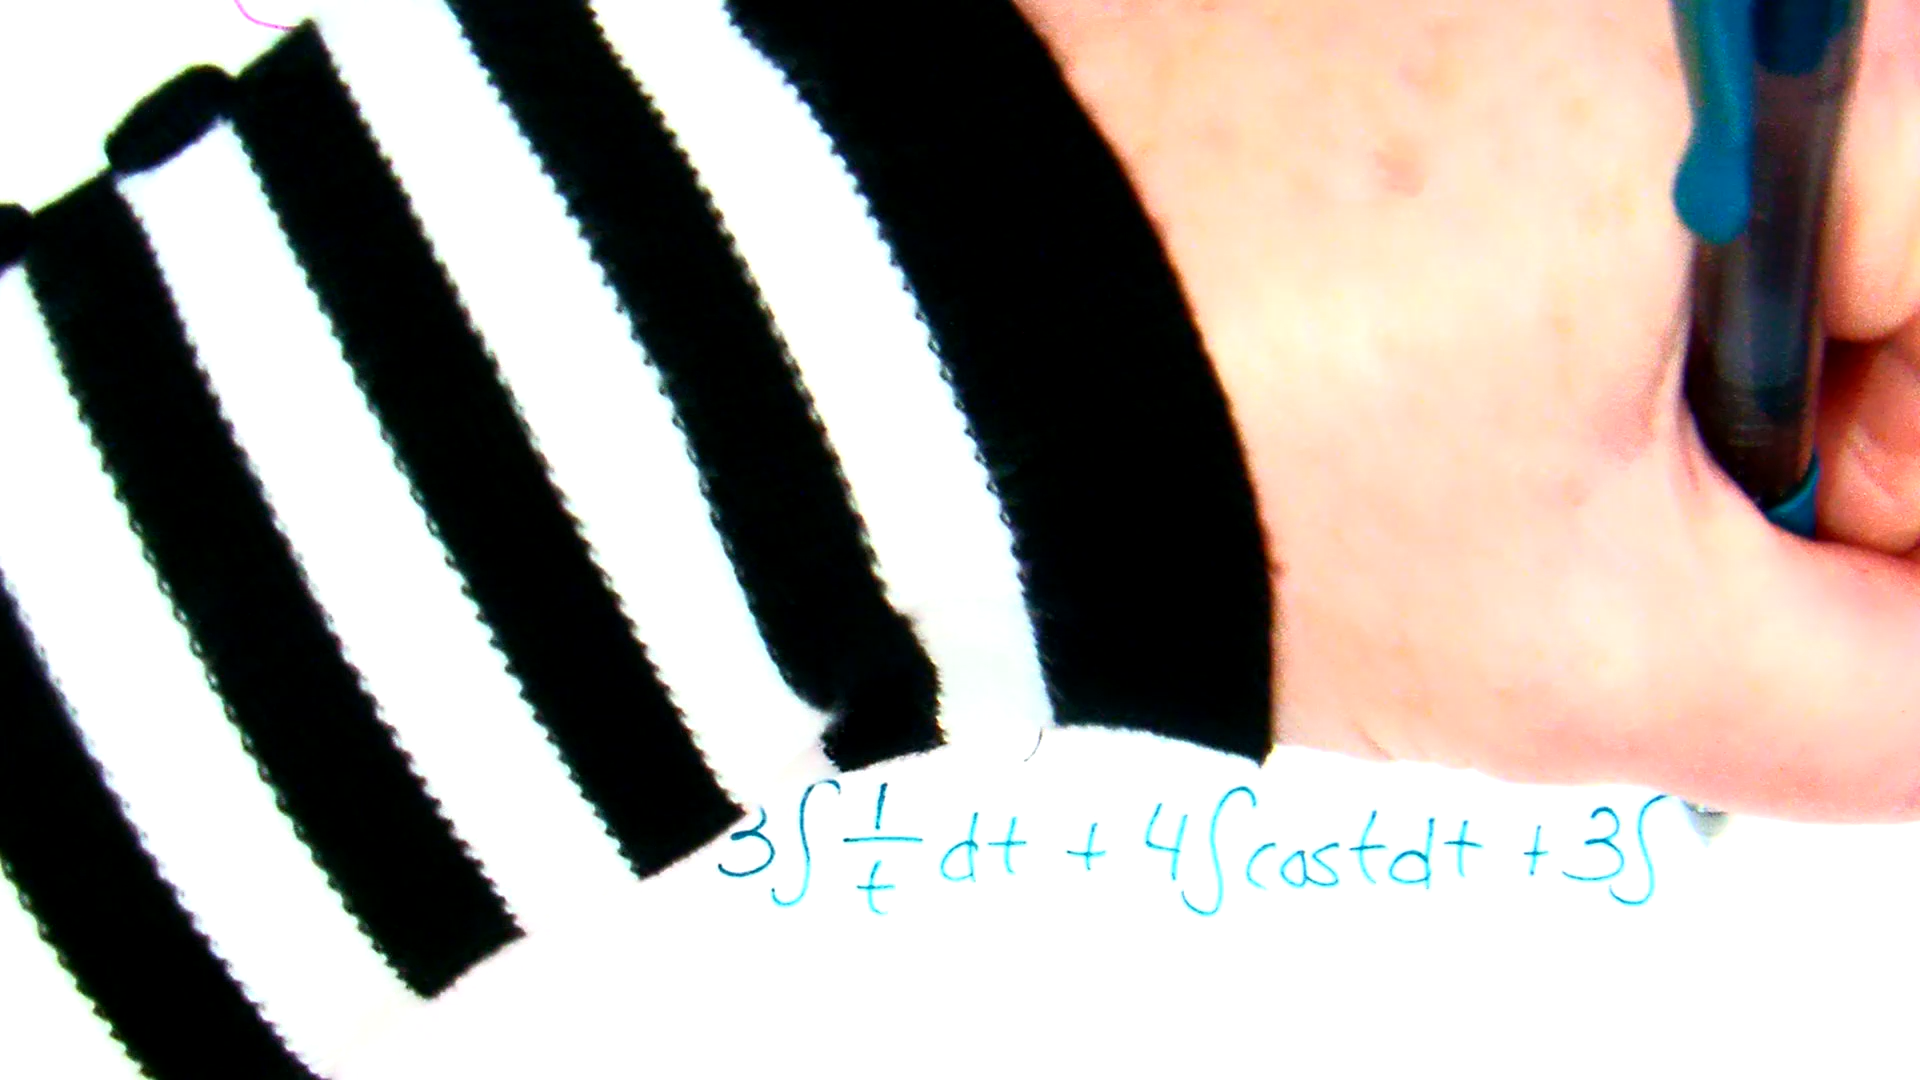 3∫ 1/t dt + 4∫cos t dt + 3∫